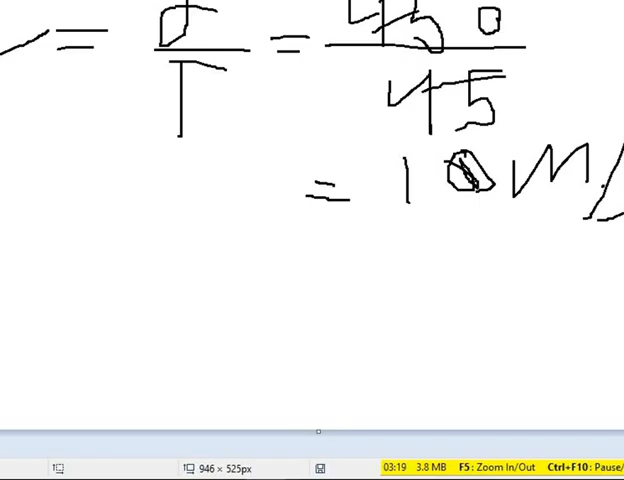 = d/T = 450/45
= 10 M/
946 × 525px
03:19 3.8 MB F5: Zoom In/Out Ctrl+F10: Pause/